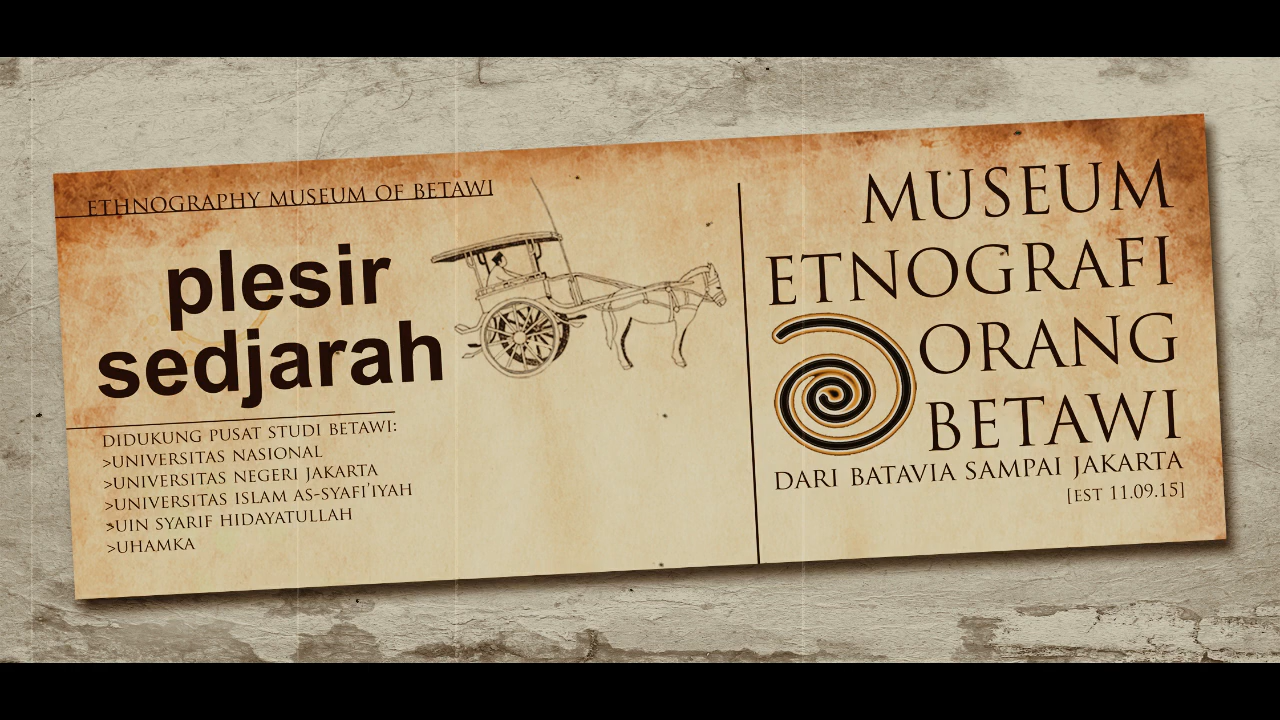 ETHNOGRAPHY MUSEUM OF BETAWI
plesir
sedjarah
DIDUKUNG PUSAT STUDI BETAWI:
>UNIVERSITAS NASIONAL
>UNIVERSITAS NEGERI JAKARTA
>UNIVERSITAS ISLAM AS-SYAFI'IYAH
>UIN SYARIF HIDAYATULLAH
>UHAMKA
MUSEUM
ETNOGRAFI
ORANG
BETAWI
DARI BATAVIA SAMPAI JAKARTA
[EST 11.09.15]